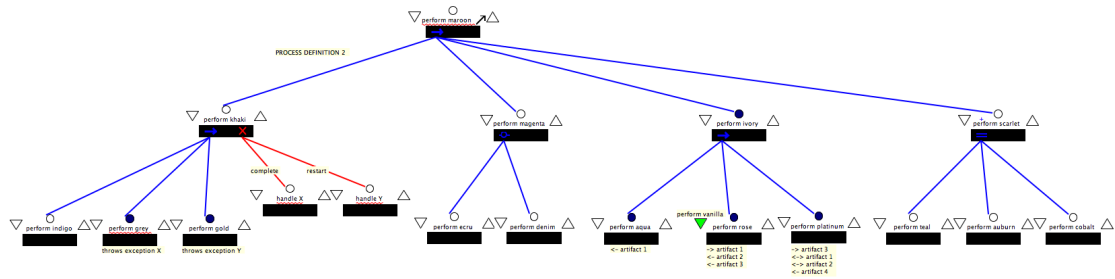 perform maroon
PROCESS DEFINITION 2
perform khaki
perform magenta
perform ivory
perform scarlet
complete
restart
handle X
handle Y
perform indigo
perform grey
perform gold
throws exception X
throws exception Y
perform ecru
perform denim
perform vanilla
perform aqua
perform rose
perform platinum
<- artifact 1
-> artifact 1
<- artifact 2
<- artifact 3
-> artifact 3
<-> artifact 1
<-> artifact 2
<- artifact 4
perform teal
perform auburn
perform cobalt